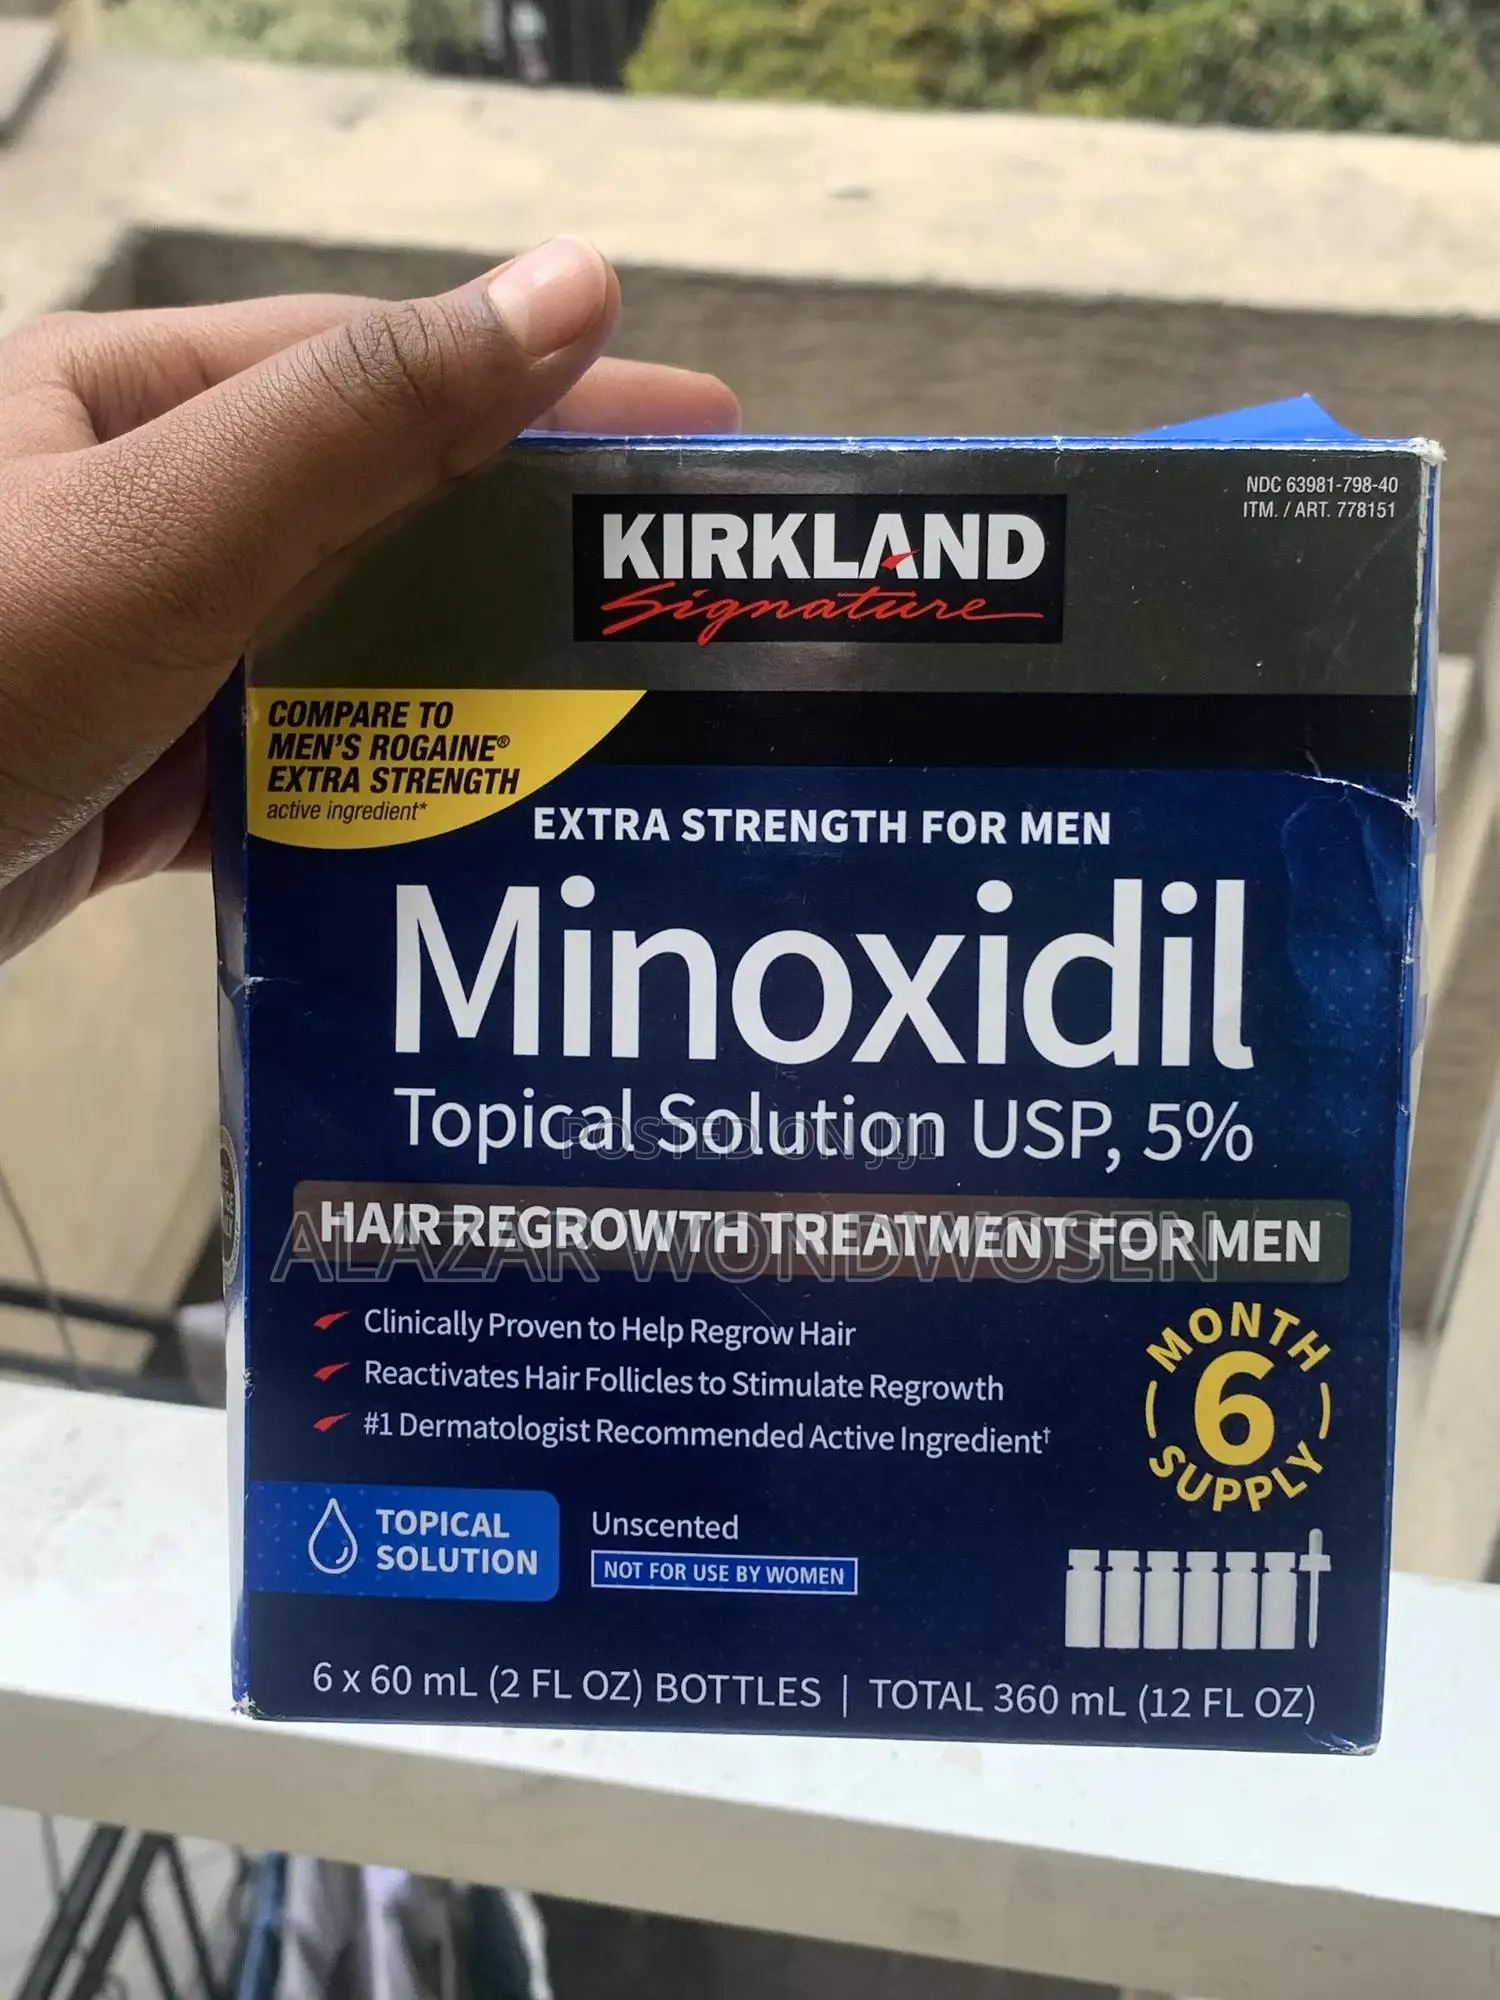 NDC 63981-798-40
ITM. / ART. 778151
KIRKLAND
Signature
COMPARE TO
MEN'S ROGAINE®
EXTRA STRENGTH
active ingredient*
EXTRA STRENGTH FOR MEN
Minoxidil
Topical Solution USP, 5%
POSTED ON jiji
HAIR REGROWTH TREATMENT FOR MEN
ALAZAR WONDWOSEN
Clinically Proven to Help Regrow Hair
Reactivates Hair Follicles to Stimulate Regrowth
#1 Dermatologist Recommended Active Ingredient†
MONTH
6
SUPPLY
TOPICAL
SOLUTION
Unscented
NOT FOR USE BY WOMEN
6 x 60 mL (2 FL OZ) BOTTLES | TOTAL 360 mL (12 FL OZ)